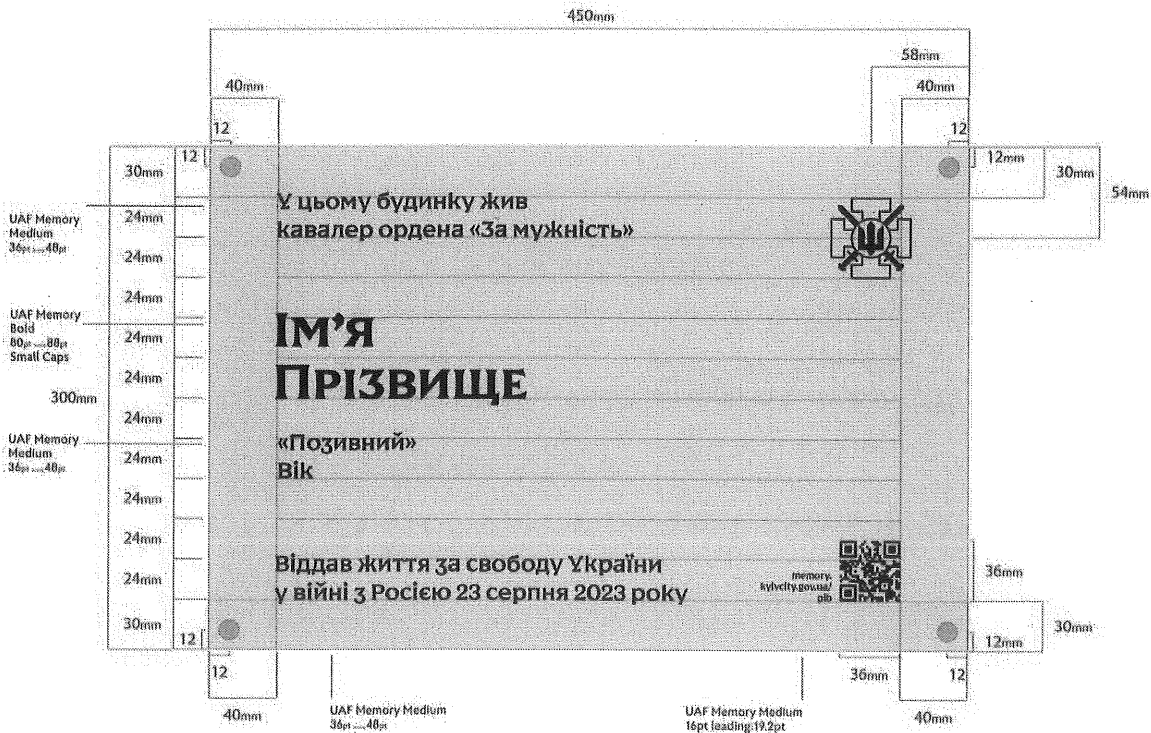 450mm
58mm
40mm
40mm
12
12
12
12mm
30mm
30mm
54mm
UAF Memory
Medium
36pt 48pt
24mm
24mm
24mm
UAF Memory
Bold
80pt 88pt
Small Caps
24mm
24mm
300mm
24mm
UAF Memory
Medium
36pt 48pt
24mm
24mm
24mm
24mm
30mm
12
У цьому будинку жив
кавалер ордена «За мужність»
Ім’я
Прізвище
«Позивний»
Вік
Віддав життя за свободу України
у війні з Росією 23 серпня 2023 року
memory.
kyivcity.gov.ua/
pib
36mm
30mm
12mm
12
36mm
12
40mm
UAF Memory Medium
36pt 48pt
UAF Memory Medium
16pt leading 19.2pt
40mm